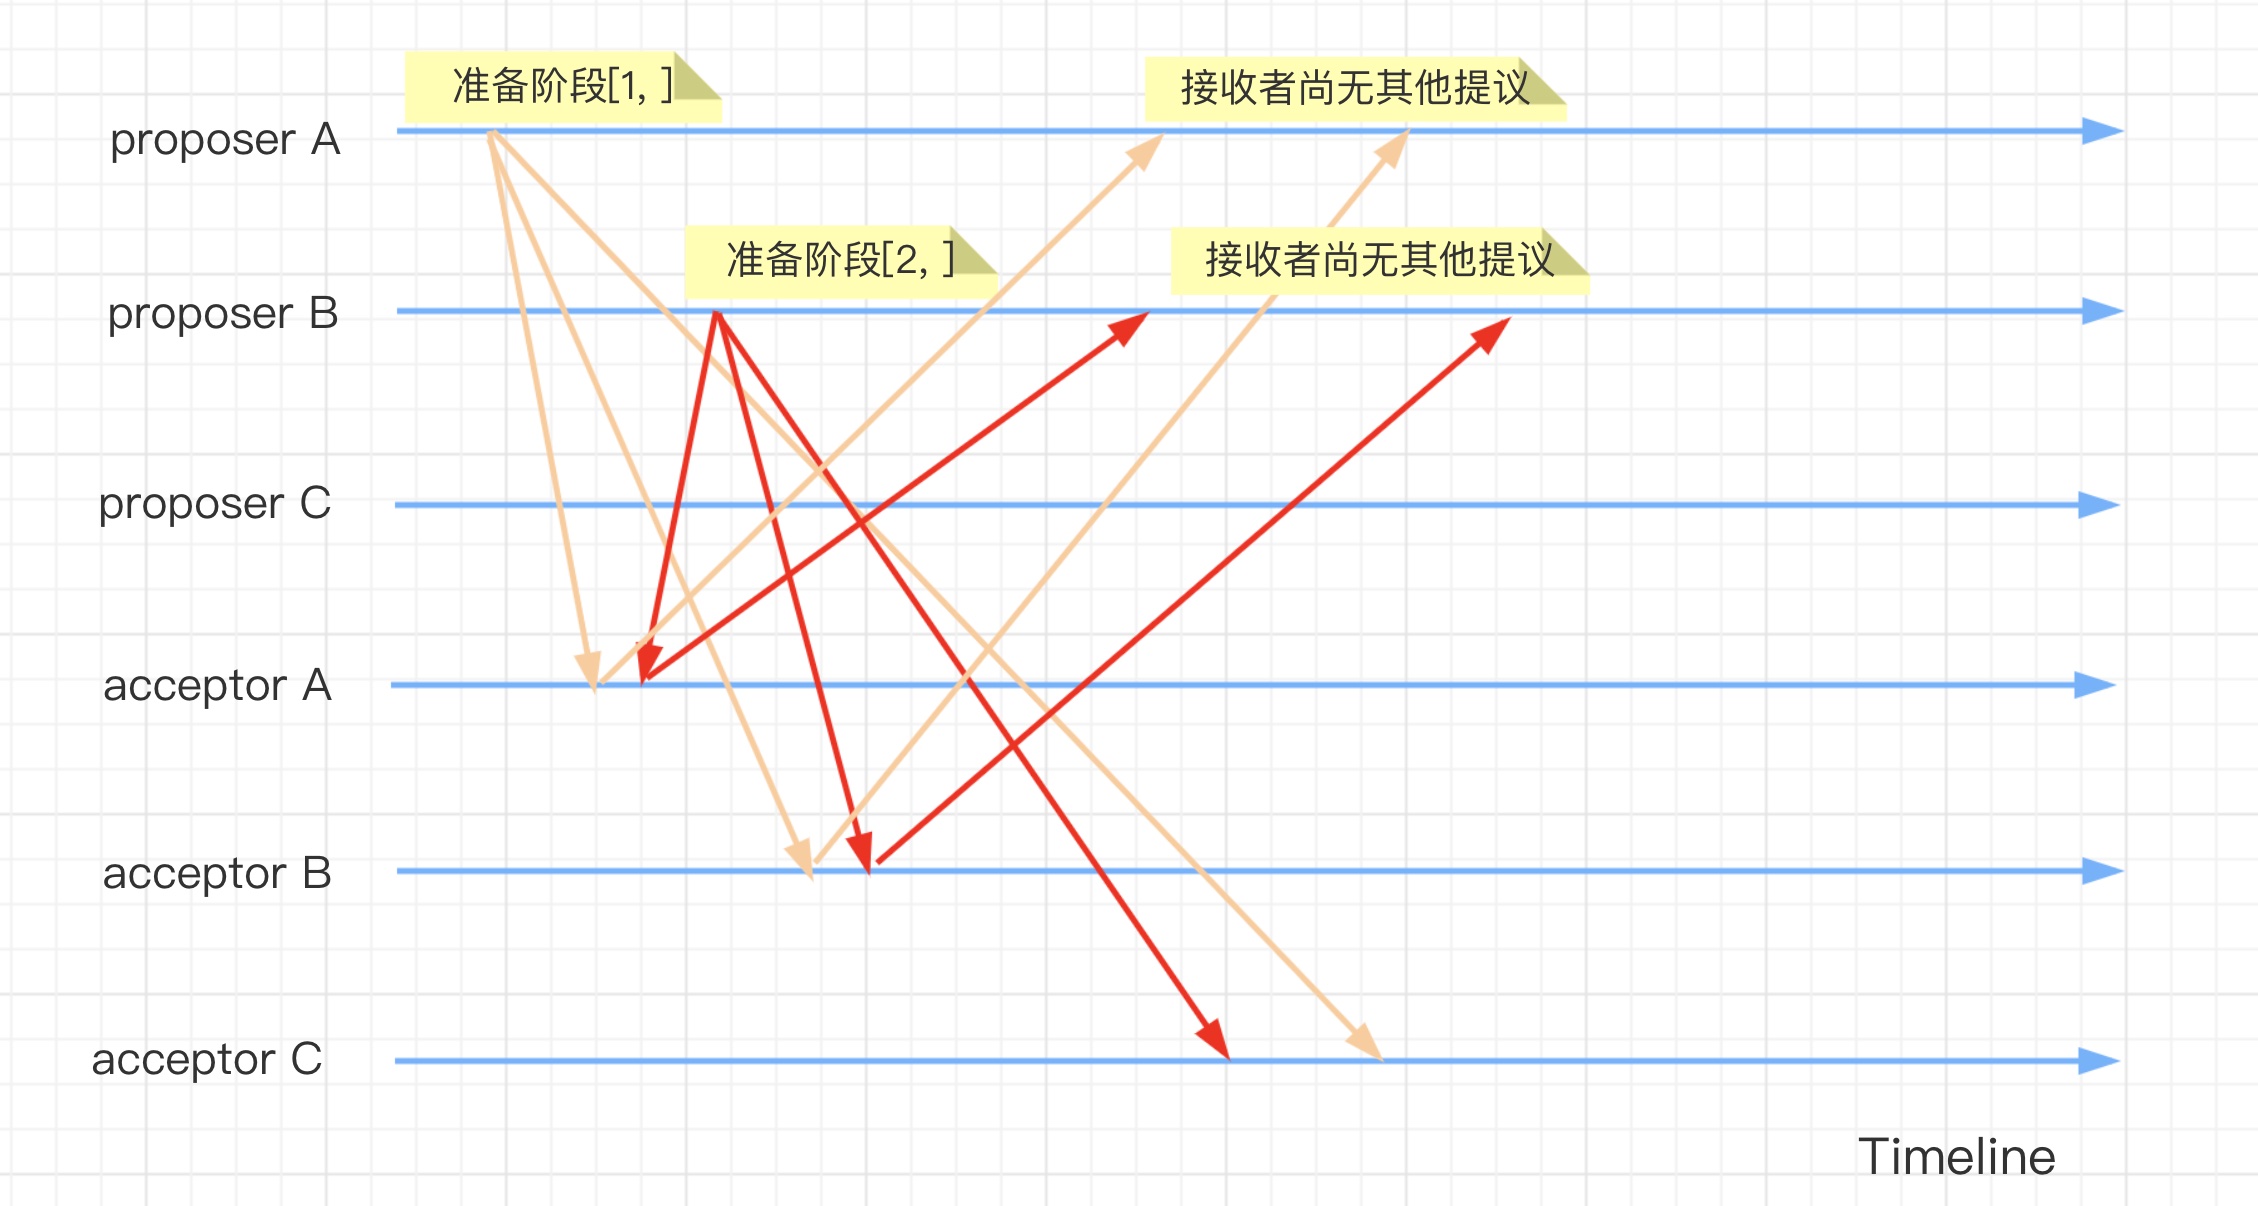 准备阶段[1, ]
接收者尚无其他提议
proposer A
准备阶段[2, ]
接收者尚无其他提议
proposer B
proposer C
acceptor A
acceptor B
acceptor C
Timeline